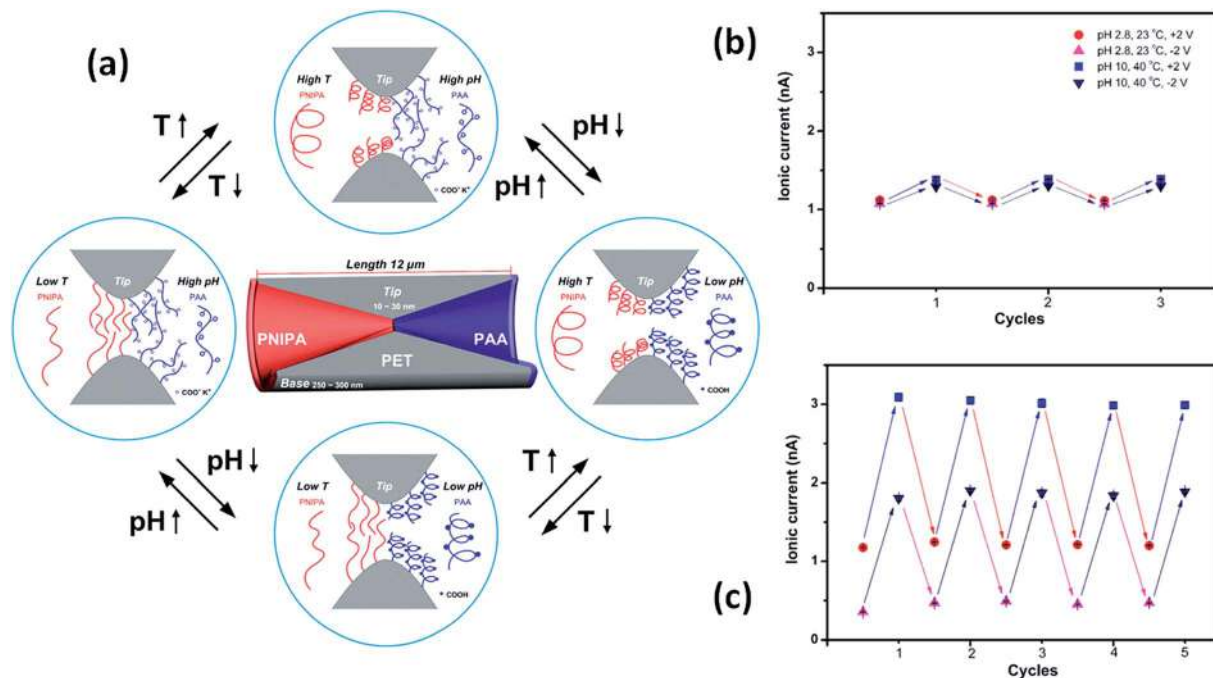 (a)
T ↑
T ↓
High T
PNIPA
Tip
High pH
PAA
° COO⁻ K⁺
pH ↓
pH ↑
Low T
PNIPA
Tip
High pH
PAA
° COO⁻ K⁺
Length 12 µm
Tip
10 ~ 30 nm
PNIPA
PAA
PET
Base 250 ~ 300 nm
High T
PNIPA
Tip
Low pH
PAA
• COOH
pH ↓
pH ↑
Low T
PNIPA
Tip
Low pH
PAA
• COOH
T ↑
T ↓
(b)
pH 2.8, 23 °C, +2 V
pH 2.8, 23 °C, -2 V
pH 10, 40 °C, +2 V
pH 10, 40 °C, -2 V
Ionic current (nA)
3
2
1
0
1
2
3
Cycles
(c)
Ionic current (nA)
3
2
1
0
1
2
3
4
5
Cycles